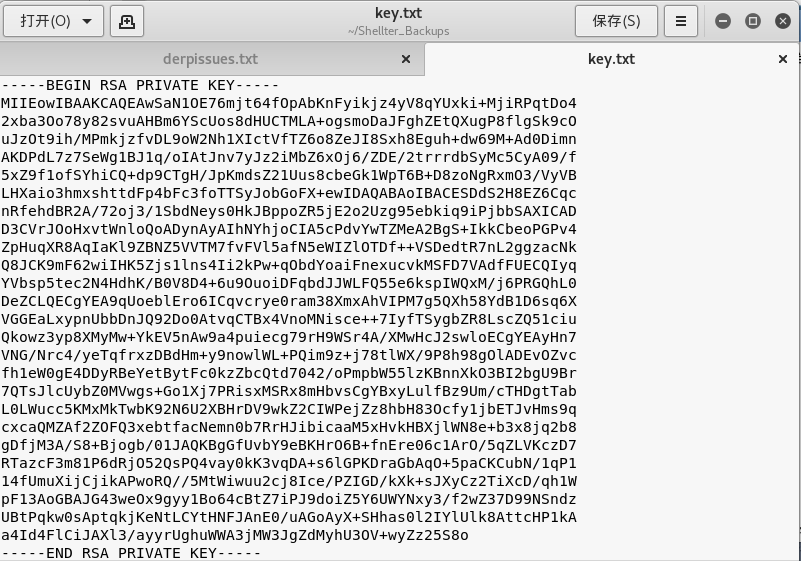 打开(O)
key.txt
~/Shellter_Backups
保存(S)
derpissues.txt
key.txt
-----BEGIN RSA PRIVATE KEY-----
MIIEowIBAAKCAQEAwSaN1OE76mjt64fOpAbKnFyikjz4yV8qYUxki+MjiRPqtDo4
2xba3Oo78y82svuAHBm6YScUos8dHUCTMLA+ogsmoDaJFghZEtQXugP8flgSk9cO
uJzOt9ih/MPmkjzfvDL9oW2Nh1XIctVfTZ6o8ZeJI8Sxh8Eguh+dw69M+Ad0Dimn
AKDPdL7z7SeWg1BJ1q/oIAtJnv7yJz2iMbZ6xOj6/ZDE/2trrrdbSyMc5CyA09/f
5xZ9f1ofSYhiCQ+dp9CTgH/JpKmdsZ21Uus8cbeGk1WpT6B+D8zoNgRxmO3/VyVB
LHXaio3hmxshttdFp4bFc3foTTSyJobGoFX+ewIDAQABAoIBACESDdS2H8EZ6Cqc
nRfehdBR2A/72oj3/1SbdNeys0HkJBppoZR5jE2o2Uzg95ebkiq9iPjbbSAXICAD
D3CVrJOoHxvtWnloQoADynAyAIhNYhjoCIA5cPdvYwTZMeA2BgS+IkkCbeoPGPv4
ZpHuqXR8AqIaKl9ZBNZ5VVTM7fvFVl5afN5eWIZlOTDf++VSDedtR7nL2ggzacNk
Q8JCK9mF62wiIHK5Zjs1lns4Ii2kPw+qObdYoaiFnexucvkMSFD7VAdfFUECQIyq
YVbsp5tec2N4HdhK/B0V8D4+6u9OuoiDFqbdJJWLFQ55e6kspIWQxM/j6PRGQhL0
DeZCLQECgYEA9qUoeblEro6ICqvcrye0ram38XmxAhVIPM7g5QXh58YdB1D6sq6X
VGGEaLxypnUbbDnJQ92Do0AtvqCTBx4VnoMNisce++7IyfTSygbZR8LscZQ51ciu
Qkowz3yp8XMyMw+YkEV5nAw9a4puiecg79rH9WSr4A/XMwHcJ2swloECgYEAyHn7
VNG/Nrc4/yeTqfrxzDBdHm+y9nowlWL+PQim9z+j78tlWX/9P8h98gOlADEvOZvc
fh1eW0gE4DDyRBeYetBytFc0kzZbcQtd7042/oPmpbW55lzKBnnXkO3BI2bgU9Br
7QTsJlcUybZ0MVwgs+Go1Xj7PRisxMSRx8mHbvsCgYBxyLulfBz9Um/cTHDgtTab
L0LWucc5KMxMkTwbK92N6U2XBHrDV9wkZ2CIWPejZz8hbH83Ocfy1jbETJvHms9q
cxcaQMZAf2ZOFQ3xebtfacNemn0b7RrHJibicaaM5xHvkHBXjlWN8e+b3x8jq2b8
gDfjM3A/S8+Bjogb/01JAQKBgGfUvbY9eBKHrO6B+fnEre06c1ArO/5qZLVKczD7
RTazcF3m81P6dRjO52QsPQ4vay0kK3vqDA+s6lGPKDraGbAqO+5paCKCubN/1qP1
14fUmuXijCjikAPwoRQ//5MtWiwuu2cj8Ice/PZIGD/kXk+sJXyCz2TiXcD/qh1W
pF13AoGBAJG43weOx9gyy1Bo64cBtZ7iPJ9doiZ5Y6UWYNxy3/f2wZ37D99NSndz
UBtPqkw0sAptqkjKeNtLCYtHNFJAnE0/uAGoAyX+SHhas0l2IYlUlk8AttcHP1kA
a4Id4FlCiJAXl3/ayyrUghuWWA3jMW3JgZdMyhU3OV+wyZz25S8o
-----END RSA PRIVATE KEY-----